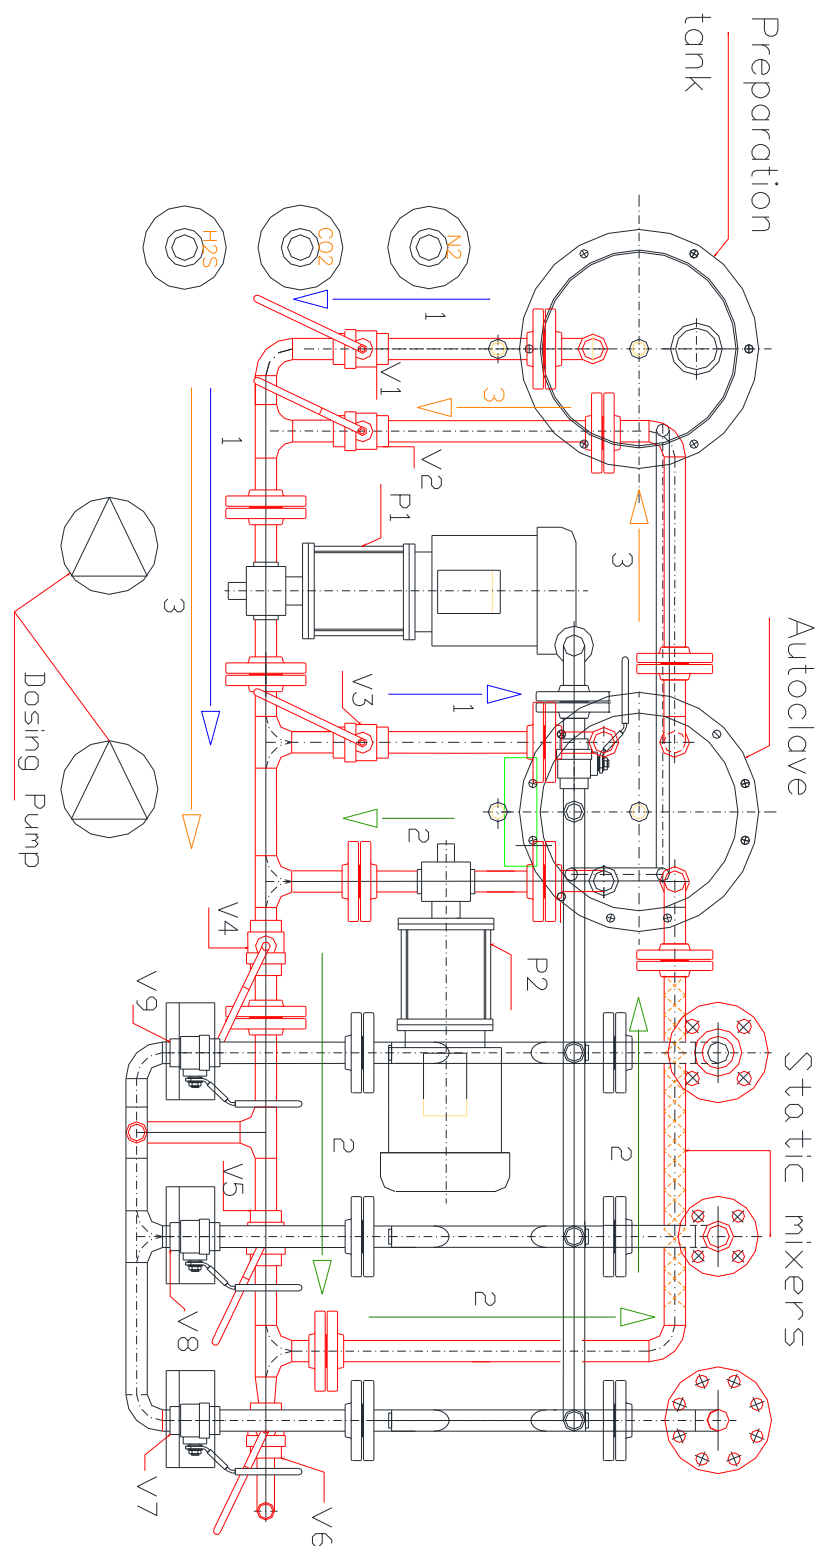 Preparation
tank
H2S
CO2
N2
1
V1
3
1
V2
P1
3
3
Autoclave
V3
1
Dosing Pump
2
V4
P2
V9
Static mixers
2
2
V5
2
V8
V7
V6